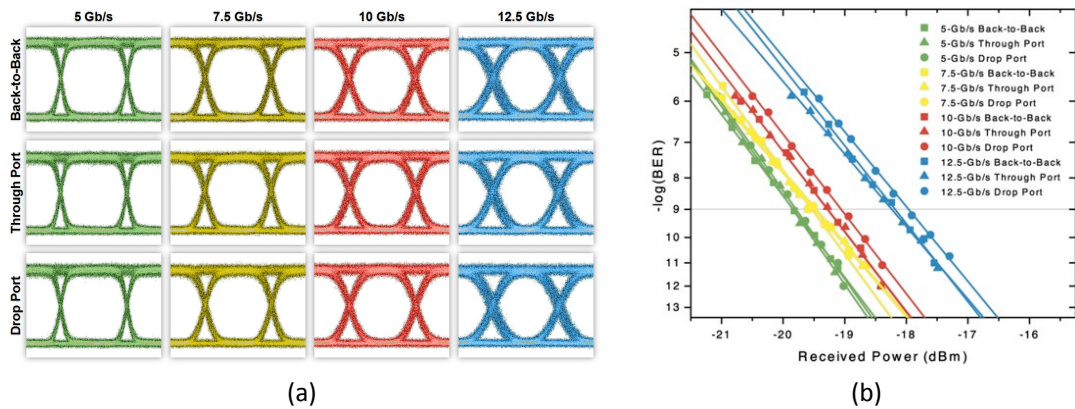 5 Gb/s 7.5 Gb/s 10 Gb/s 12.5 Gb/s
Back-to-Back
Through Port
Drop Port
(a)
-log(BER)
5
6
7
8
9
10
11
12
13
5-Gb/s Back-to-Back
5-Gb/s Through Port
5-Gb/s Drop Port
7.5-Gb/s Back-to-Back
7.5-Gb/s Through Port
7.5-Gb/s Drop Port
10-Gb/s Back-to-Back
10-Gb/s Through Port
10-Gb/s Drop Port
12.5-Gb/s Back-to-Back
12.5-Gb/s Through Port
12.5-Gb/s Drop Port
-21 -20 -19 -18 -17 -16
Received Power (dBm)
(b)